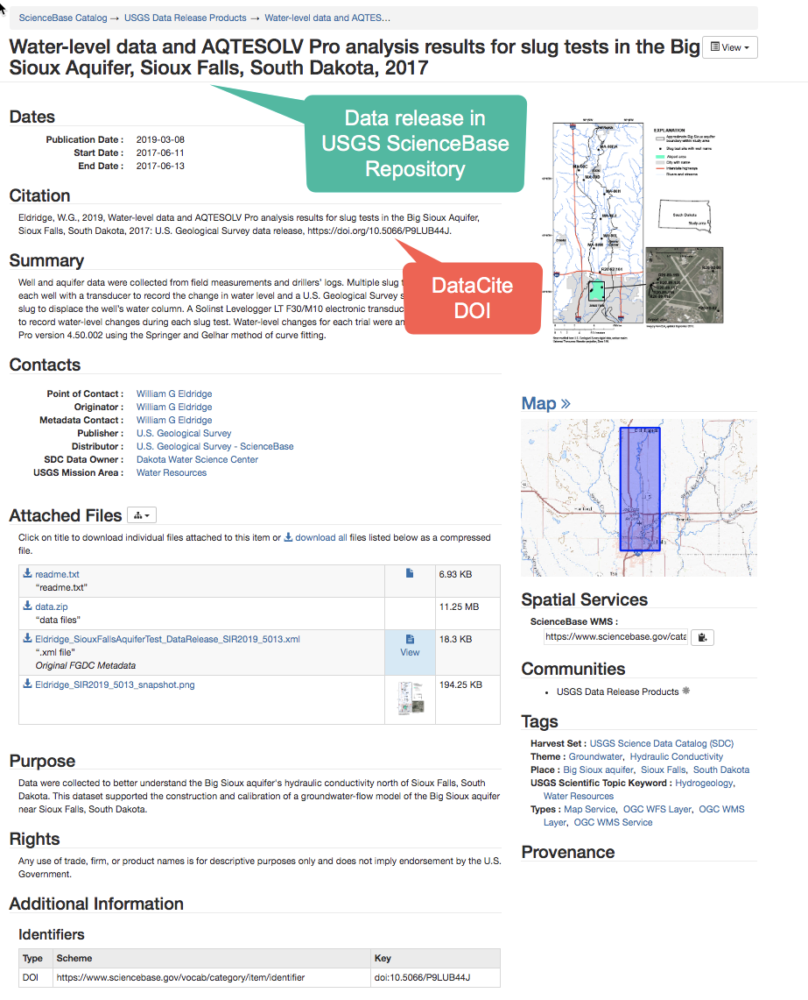 ScienceBase Catalog → USGS Data Release Products → Water-level data and AQTES...
Water-level data and AQTESOLV Pro analysis results for slug tests in the Big
Sioux Aquifer, Sioux Falls, South Dakota, 2017
View
Data release in
USGS ScienceBase
Repository
Dates
Publication Date : 2019-03-08
Start Date : 2017-06-11
End Date : 2017-06-13
Citation
Eldridge, W.G., 2019, Water-level data and AQTESOLV Pro analysis results for slug tests in the Big Sioux Aquifer,
Sioux Falls, South Dakota, 2017: U.S. Geological Survey data release, https://doi.org/10.5066/P9LUB44J.
DataCite
DOI
Summary
Well and aquifer data were collected from field measurements and drillers' logs. Multiple slug
each well with a transducer to record the change in water level and a U.S. Geological Survey
slug to displace the well's water column. A Solinst Levelogger LT F30/M10 electronic
to record water-level changes during each slug test. Water-level changes for each trial were
Pro version 4.50.002 using the Springer and Gelhar method of curve fitting.
EXPLANATION
Airport area
City with name
Interstate highways
Rivers and streams
South Dakota
Study area
Contacts
Point of Contact : William G Eldridge
Originator : William G Eldridge
Metadata Contact : William G Eldridge
Publisher : U.S. Geological Survey
Distributor : U.S. Geological Survey - ScienceBase
SDC Data Owner : Dakota Water Science Center
USGS Mission Area : Water Resources
Map »
Attached Files
Click on title to download individual files attached to this item or download all files listed below as a compressed
file.
readme.txt 6.93 KB
"readme.txt"
data.zip 11.25 MB
"data files"
Eldridge_SiouxFallsAquiferTest_DataRelease_SIR2019_5013.xml 18.3 KB
".xml file" View
Original FGDC Metadata
Eldridge_SIR2019_5013_snapshot.png 194.25 KB
Spatial Services
ScienceBase WMS :
https://www.sciencebase.gov/cata
Communities
USGS Data Release Products
Tags
Harvest Set : USGS Science Data Catalog (SDC)
Theme : Groundwater, Hydraulic Conductivity
Place : Big Sioux aquifer, Sioux Falls, South Dakota
USGS Scientific Topic Keyword : Hydrogeology,
Water Resources
Types : Map Service, OGC WFS Layer, OGC WMS
Layer, OGC WMS Service
Provenance
Purpose
Data were collected to better understand the Big Sioux aquifer's hydraulic conductivity north of Sioux Falls, South
Dakota. This dataset supported the construction and calibration of a groundwater-flow model of the Big Sioux aquifer
near Sioux Falls, South Dakota.
Rights
Any use of trade, firm, or product names is for descriptive purposes only and does not imply endorsement by the U.S.
Government.
Additional Information
Identifiers
Type Scheme Key
DOI https://www.sciencebase.gov/vocab/category/item/identifier doi:10.5066/P9LUB44J